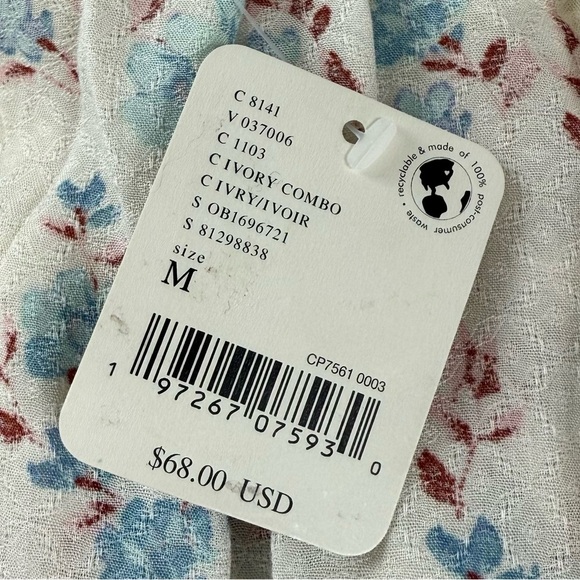 C 8141
V 037006
C 1103
C IVORY COMBO
C IVRY/IVOIR
S OB1696721
S 81298838
size
M
recyclable & made of 100% post-consumer waste •
CP7561 0003
1 97267 07593 0
$68.00 USD